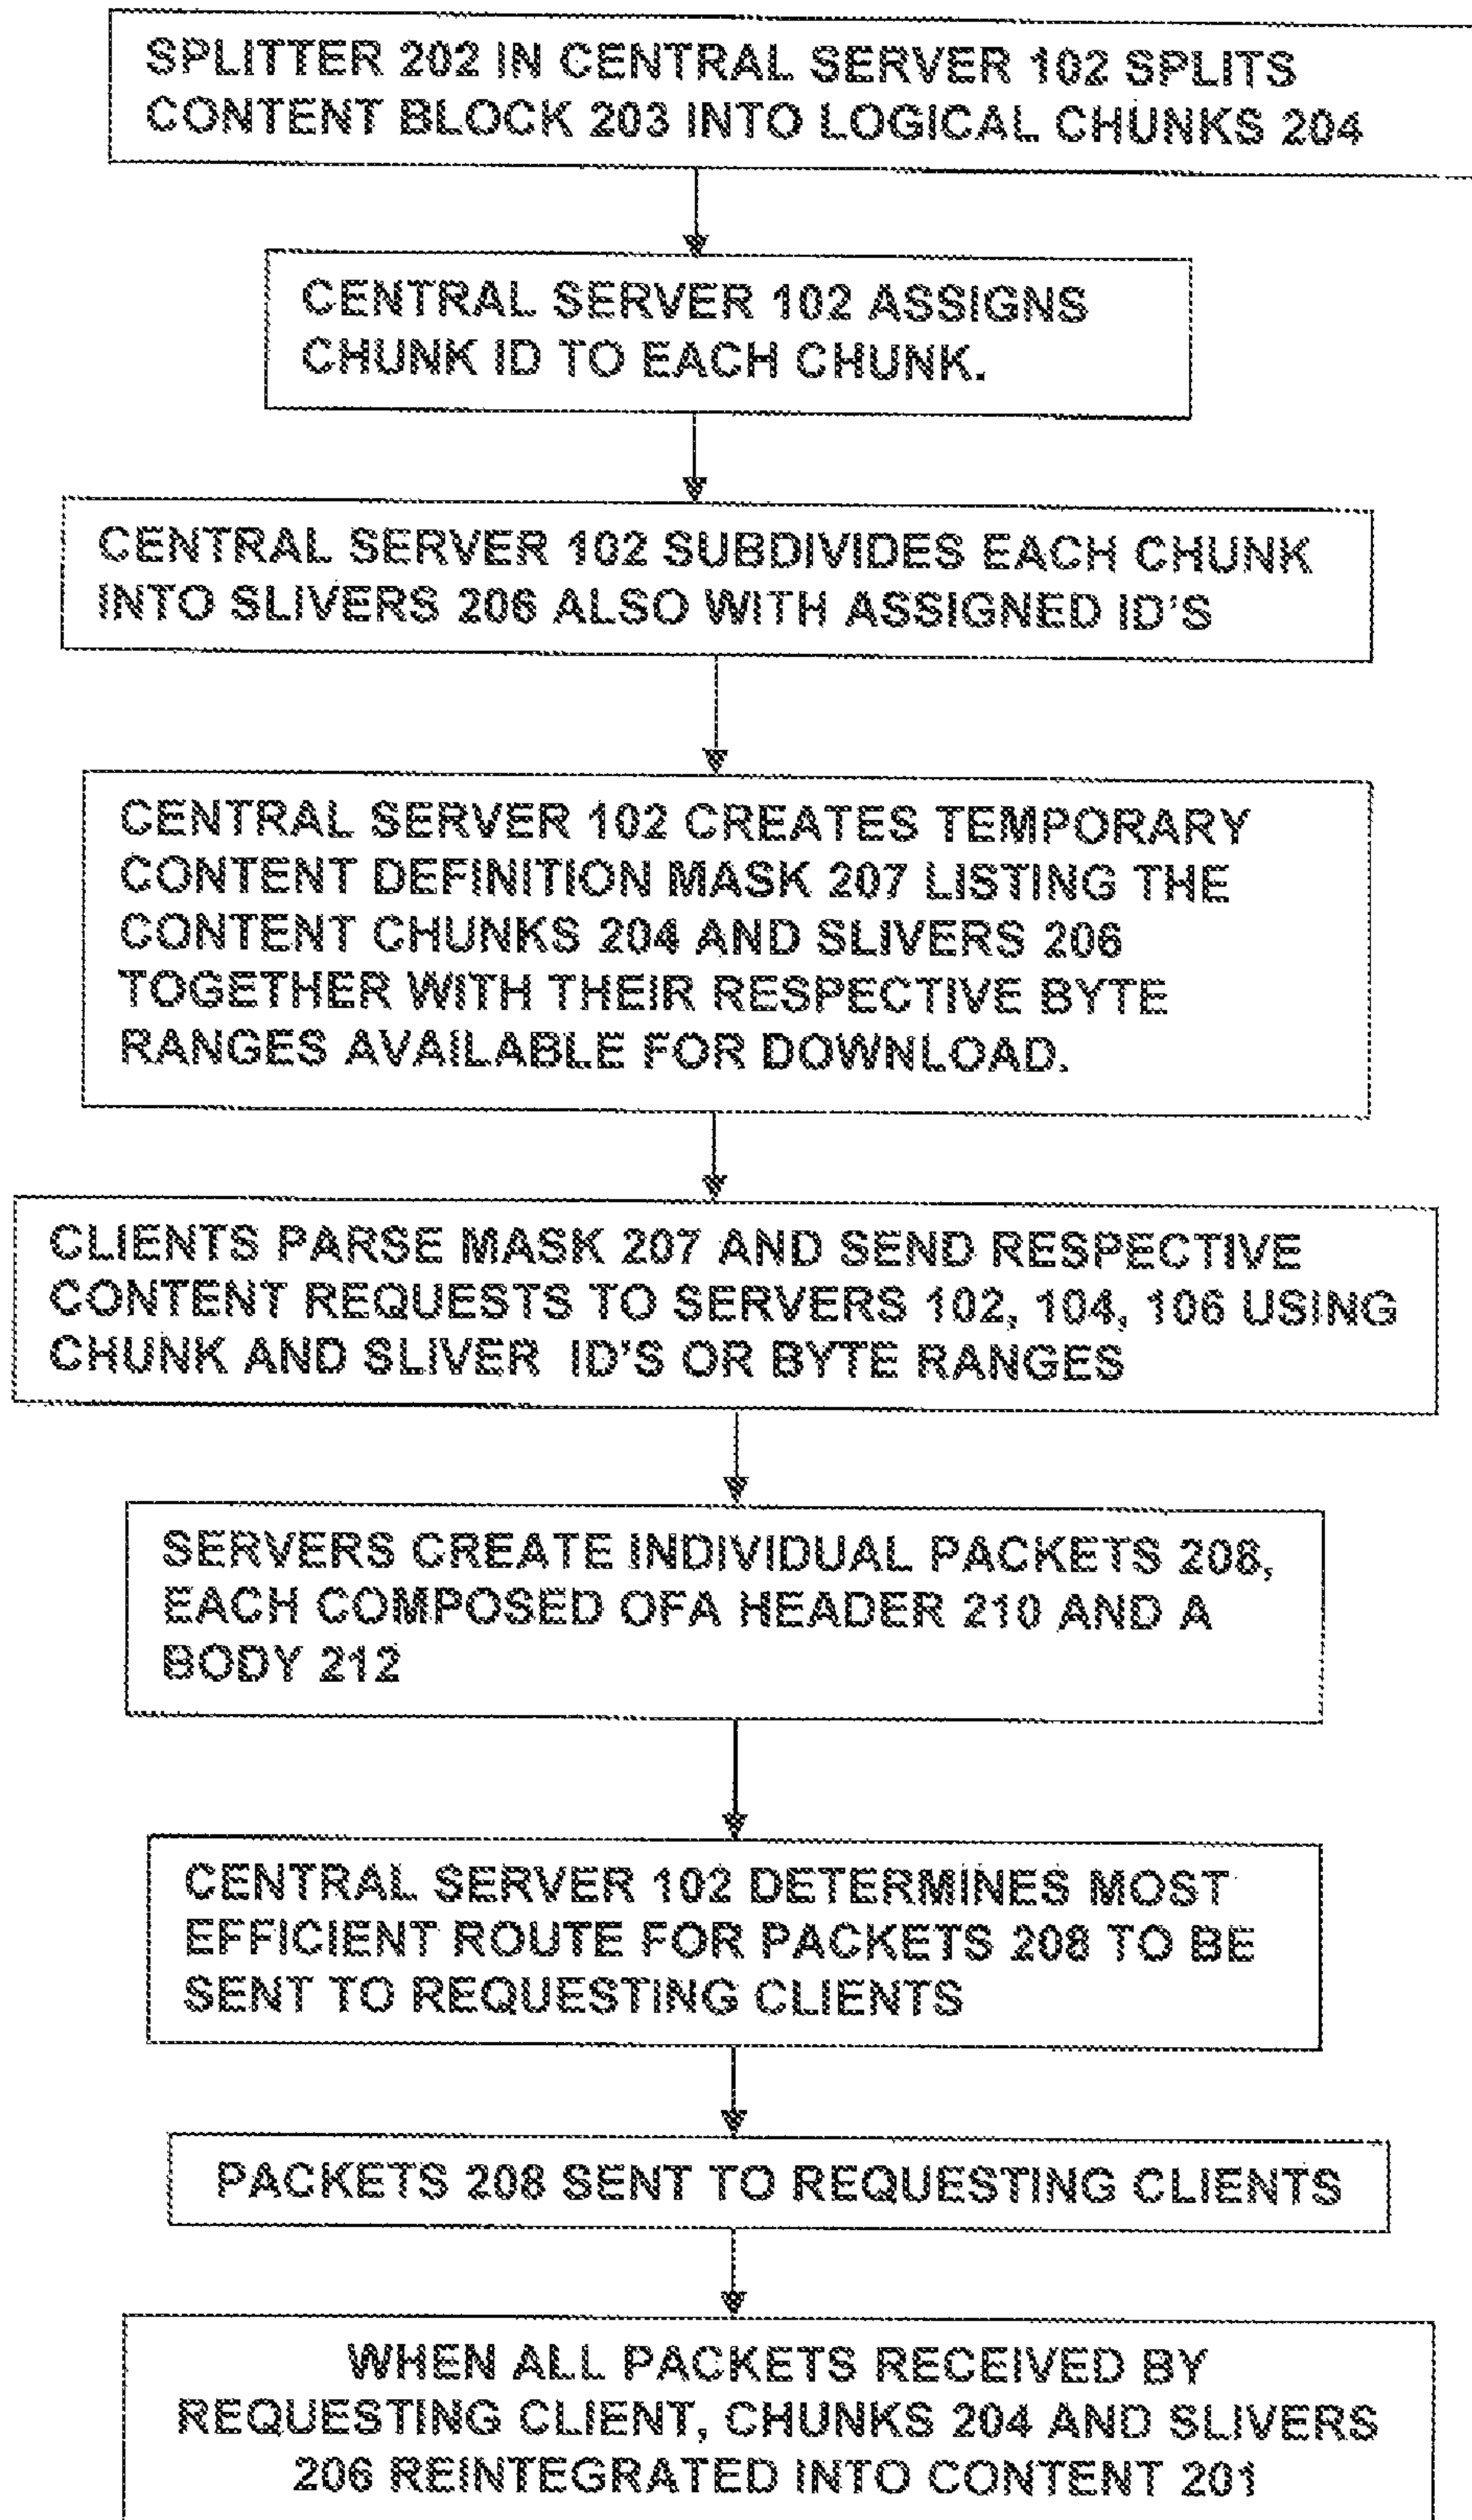 SPLITTER 202 IN CENTRAL SERVER 102 SPLITS
CONTENT BLOCK 203 INTO LOGICAL CHUNKS 204
CENTRAL SERVER 102 ASSIGNS
CHUNK ID TO EACH CHUNK.
CENTRAL SERVER 102 SUBDIVIDES EACH CHUNK
INTO SLIVERS 206 ALSO WITH ASSIGNED ID'S
CENTRAL SERVER 102 CREATES TEMPORARY
CONTENT DEFINITION MASK 207 LISTING THE
CONTENT CHUNKS 204 AND SLIVERS 206
TOGETHER WITH THEIR RESPECTIVE BYTE
RANGES AVAILABLE FOR DOWNLOAD.
CLIENTS PARSE MASK 207 AND SEND RESPECTIVE
CONTENT REQUESTS TO SERVERS 102, 104, 106 USING
CHUNK AND SLIVER ID'S OR BYTE RANGES
SERVERS CREATE INDIVIDUAL PACKETS 208,
EACH COMPOSED OFA HEADER 210 AND A
BODY 212
CENTRAL SERVER 102 DETERMINES MOST
EFFICIENT ROUTE FOR PACKETS 208 TO BE
SENT TO REQUESTING CLIENTS
PACKETS 208 SENT TO REQUESTING CLIENTS
WHEN ALL PACKETS RECEIVED BY
REQUESTING CLIENT, CHUNKS 204 AND SLIVERS
206 REINTEGRATED INTO CONTENT 201